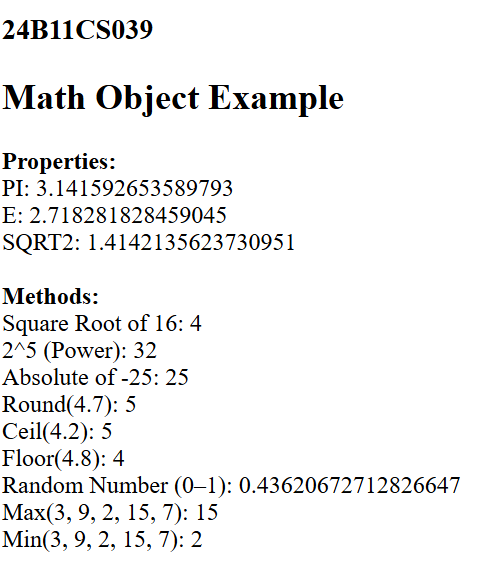 24B11CS039
Math Object Example
Properties:
PI: 3.141592653589793
E: 2.718281828459045
SQRT2: 1.4142135623730951
Methods:
Square Root of 16: 4
2^5 (Power): 32
Absolute of -25: 25
Round(4.7): 5
Ceil(4.2): 5
Floor(4.8): 4
Random Number (0–1): 0.43620672712826647
Max(3, 9, 2, 15, 7): 15
Min(3, 9, 2, 15, 7): 2